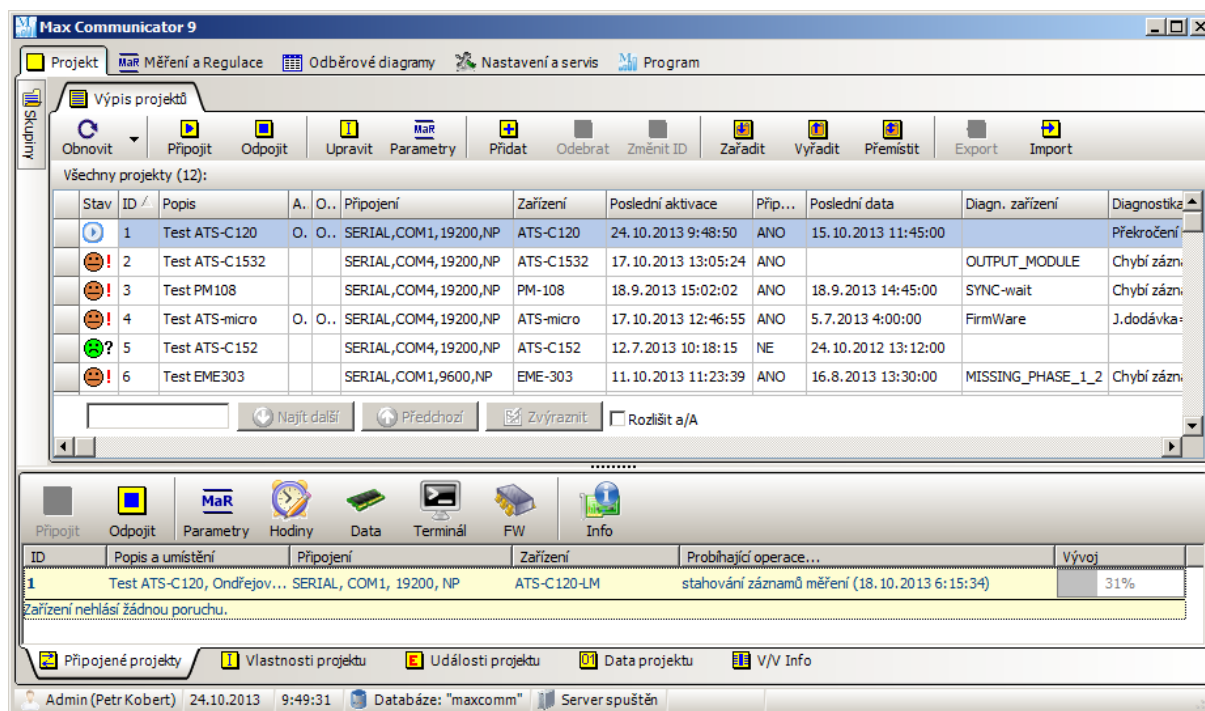 Max Communicator 9
Projekt MaR Měření a Regulace Odběrové diagramy Nastavení a servis Program
Skupiny
Výpis projektů
Obnovit Připojit Odpojit Upravit MaR Parametry Přidat Odebrat Změnit ID Zařadit Vyřadit Přemístit Export Import
Všechny projekty (12):
Stav ID Popis A. O.. Připojení Zařízení Poslední aktivace Přip... Poslední data Diagn. zařízení Diagnostika
1 Test ATS-C120 O. O.. SERIAL,COM1,19200,NP ATS-C120 24.10.2013 9:48:50 ANO 15.10.2013 11:45:00 Překročení
! 2 Test ATS-C1532 SERIAL,COM4,19200,NP ATS-C1532 17.10.2013 13:05:24 ANO OUTPUT_MODULE Chybí zázn
! 3 Test PM108 SERIAL,COM4,19200,NP PM-108 18.9.2013 15:02:02 ANO 18.9.2013 14:45:00 SYNC-wait Chybí zázn
! 4 Test ATS-micro O. O.. SERIAL,COM4,19200,NP ATS-micro 17.10.2013 12:46:55 ANO 5.7.2013 4:00:00 FirmWare J.dodávka=
? 5 Test ATS-C152 SERIAL,COM4,19200,NP ATS-C152 12.7.2013 10:18:15 NE 24.10.2012 13:12:00
! 6 Test EME303 SERIAL,COM1,9600,NP EME-303 11.10.2013 11:23:39 ANO 16.8.2013 13:30:00 MISSING_PHASE_1_2 Chybí zázn
Najít další Předchozí Zvýraznit Rozlišit a/A
Připojit Odpojit MaR Parametry Hodiny Data Terminál FW Info
ID Popis a umístění Připojení Zařízení Probíhající operace... Vývoj
1 Test ATS-C120, Ondřejov... SERIAL, COM1, 19200, NP ATS-C120-LM stahování záznamů měření (18.10.2013 6:15:34) 31%
Zařízení nehlásí žádnou poruchu.
Připojené projekty Vlastnosti projektu E Události projektu 01 Data projektu V/V Info
Admin (Petr Kobert) 24.10.2013 9:49:31 Databáze: "maxcomm" Server spuštěn